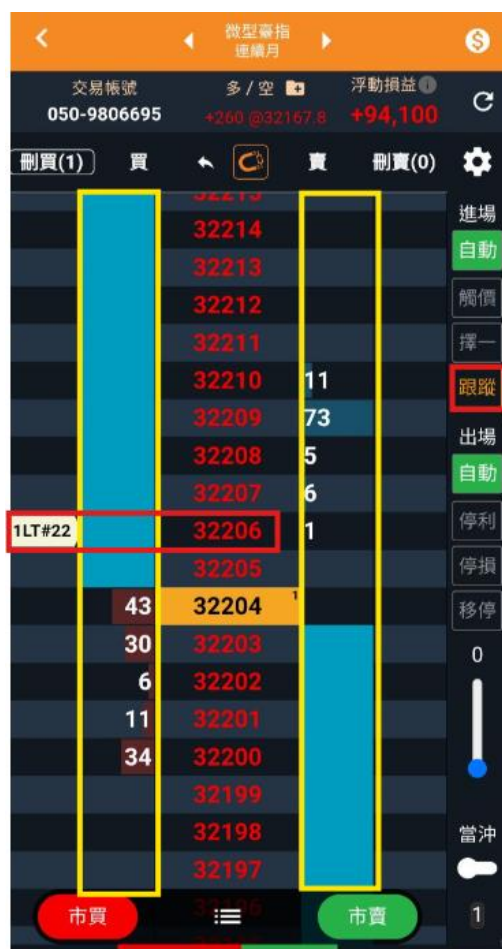 微型臺指
連續月
交易帳號
多 / 空
浮動損益
050-9806695
+260 @32167.8
+94,100
刪買(1) 買 賣 刪賣(0)
32215
32214
32213
32212
32211
32210 11
32209 73
32208 5
32207 6
1LT#22 32206 1
32205
43 32204 1
30 32203
6 32202
11 32201
34 32200
32199
32198
32197
市買
市賣
進場
自動
觸價
擇一
跟蹤
出場
自動
停利
停損
移停
0
當沖
1